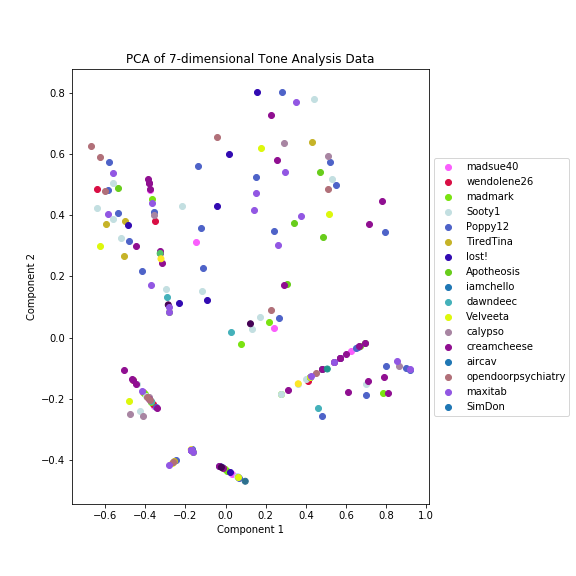 PCA of 7-dimensional Tone Analysis Data
Component 2
0.8
0.6
0.4
0.2
0.0
−0.2
−0.4
−0.6 −0.4 −0.2 0.0 0.2 0.4 0.6 0.8 1.0
Component 1
madsue40
wendolene26
madmark
Sooty1
Poppy12
TiredTina
lost!
Apotheosis
iamchello
dawndeec
Velveeta
calypso
creamcheese
aircav
opendoorpsychiatry
maxitab
SimDon